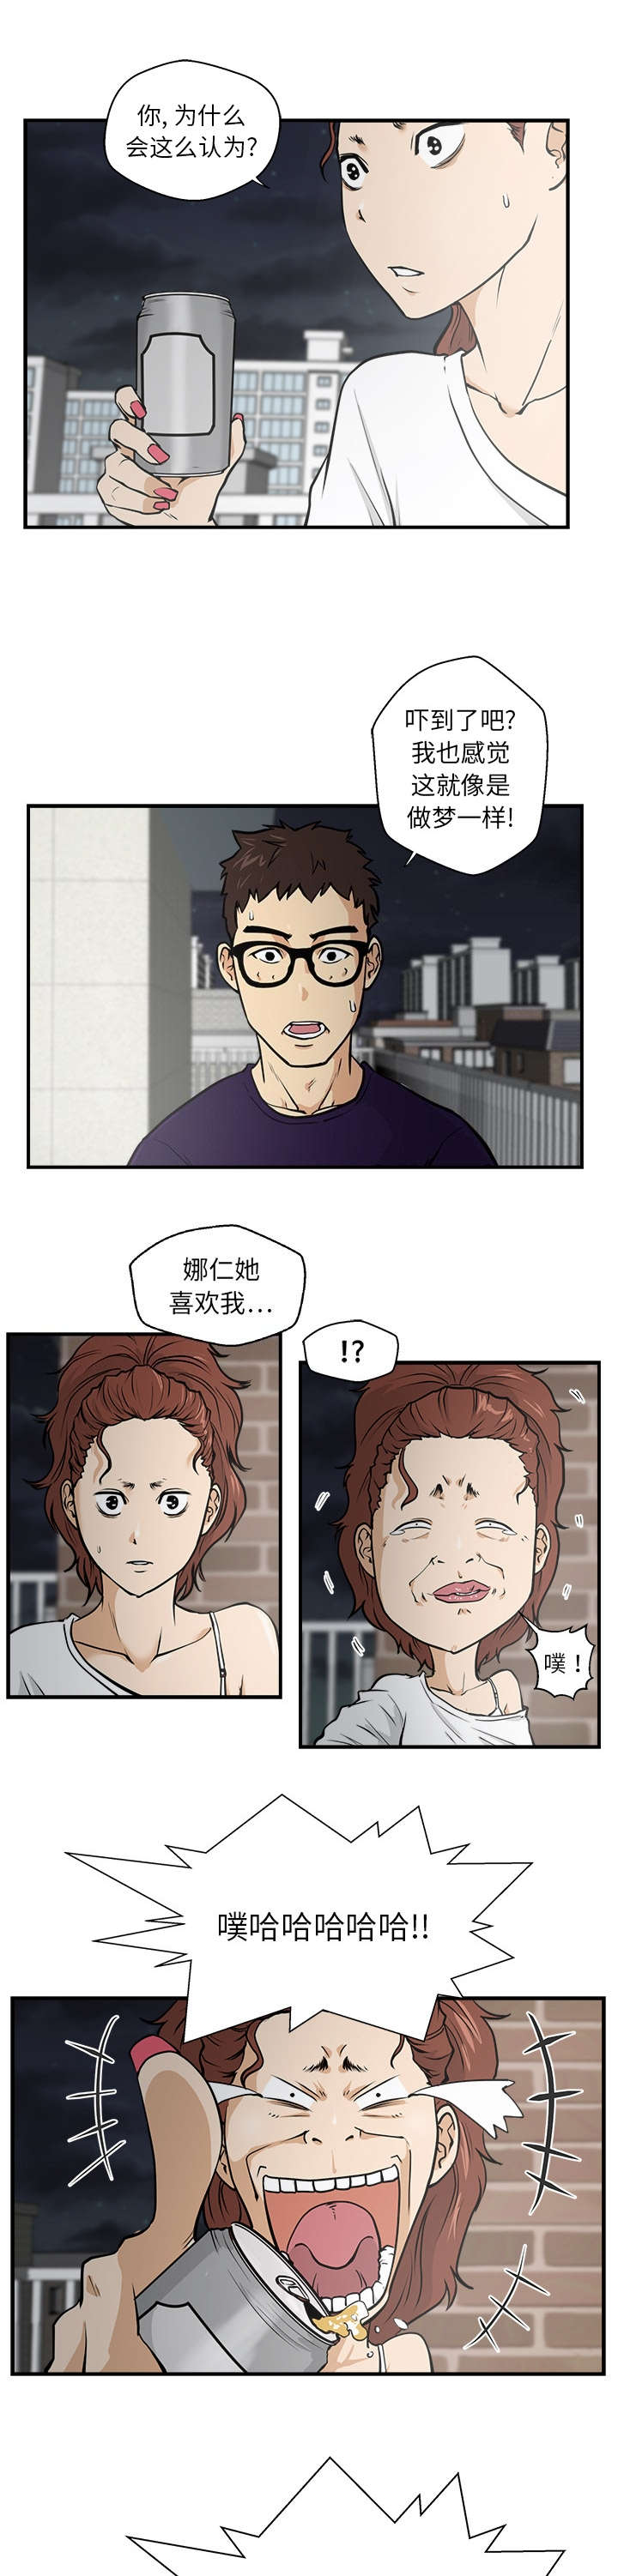 你, 为什么
会这么认为?
吓到了吧?
我也感觉
这就像是
做梦一样!
娜仁她
喜欢我...
!?
噗！
噗哈哈哈哈哈!!